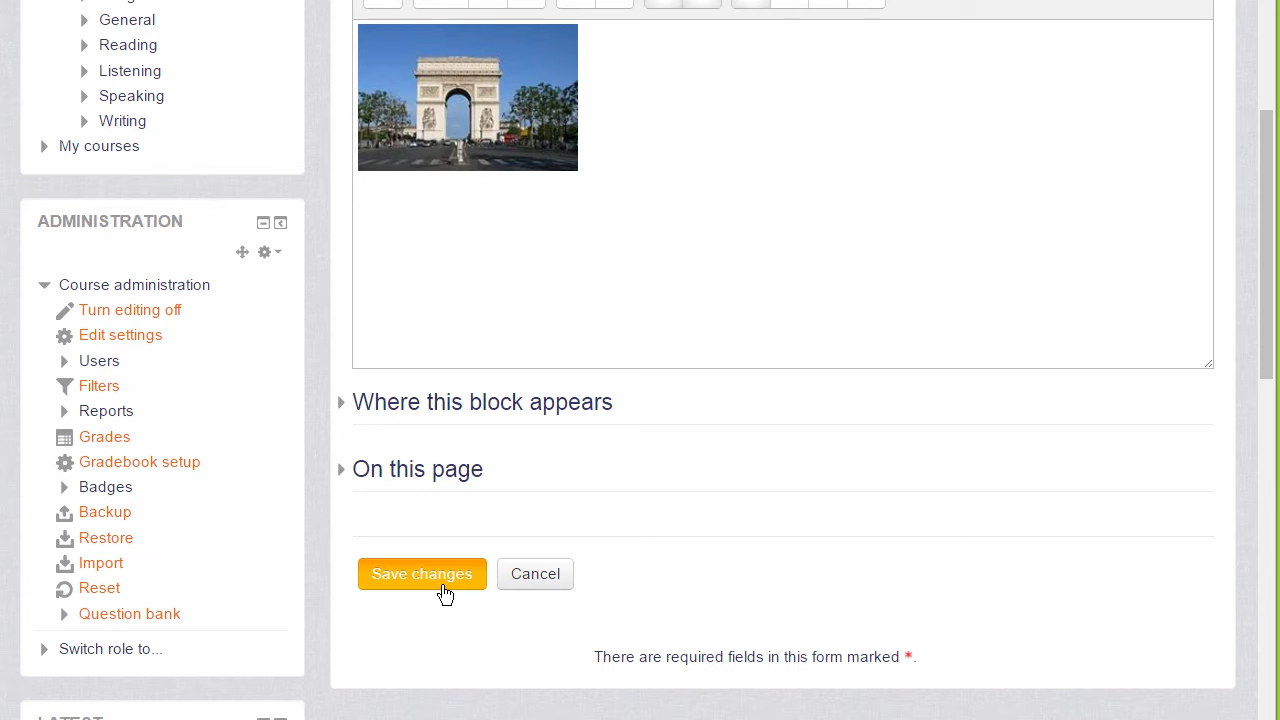 General
Reading
Listening
Speaking
Writing
My courses
ADMINISTRATION
Course administration
Turn editing off
Edit settings
Users
Filters
Reports
Grades
Gradebook setup
Badges
Backup
Restore
Import
Reset
Question bank
Switch role to...
LATEST
Where this block appears
On this page
Save changes
Cancel
There are required fields in this form marked *.